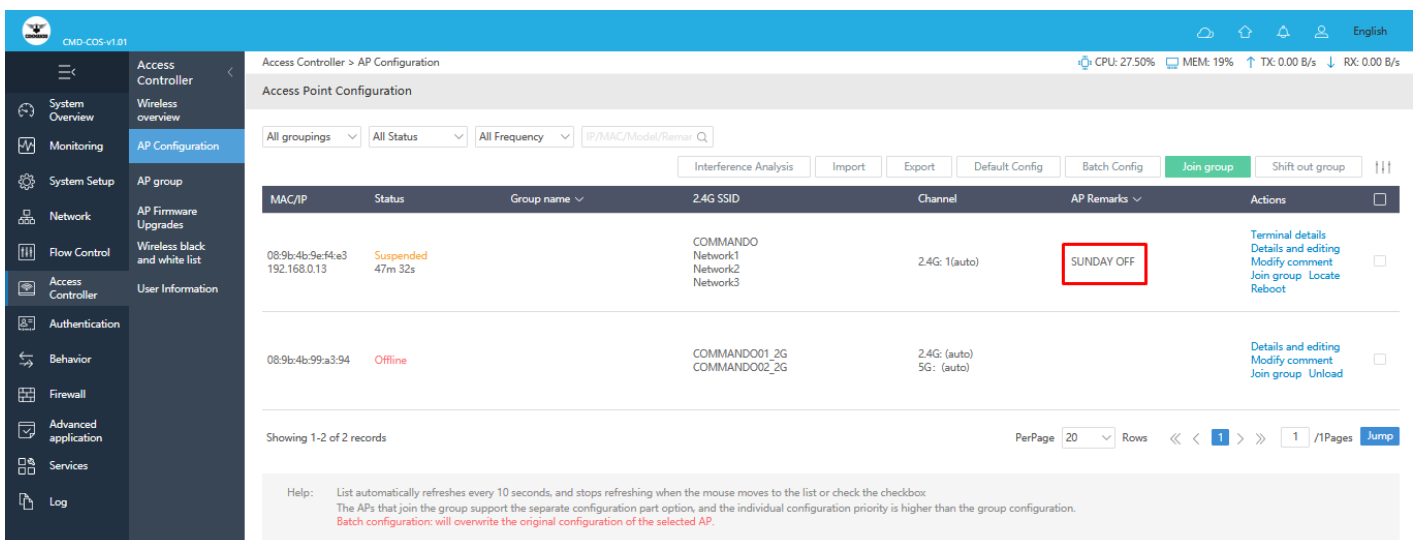 COMMANDO
CMD-COS-v1.01
English
Access Controller
Access Controller > AP Configuration
CPU: 27.50% MEM: 19% TX: 0.00 B/s RX: 0.00 B/s
Access Point Configuration
System Overview
Monitoring
System Setup
Network
Flow Control
Access Controller
Authentication
Behavior
Firewall
Advanced application
Services
Log
Wireless overview
AP Configuration
AP group
AP Firmware Upgrades
Wireless black and white list
User Information
All groupings All Status All Frequency IP/MAC/Model/Remar
Interference Analysis Import Export Default Config Batch Config Join group Shift out group
MAC/IP Status Group name 2.4G SSID Channel AP Remarks Actions
08:9b:4b:9e:f4:e3
192.168.0.13
Suspended
47m 32s
COMMANDO
Network1
Network2
Network3
2.4G: 1(auto)
SUNDAY OFF
Terminal details
Details and editing
Modify comment
Join group Locate
Reboot
08:9b:4b:99:a3:94
Offline
COMMANDO01_2G
COMMANDO02_2G
2.4G: (auto)
5G: (auto)
Details and editing
Modify comment
Join group Unload
Showing 1-2 of 2 records
PerPage 20 Rows 1 1 /1Pages Jump
Help: List automatically refreshes every 10 seconds, and stops refreshing when the mouse moves to the list or check the checkbox
The APs that join the group support the separate configuration part option, and the individual configuration priority is higher than the group configuration.
Batch configuration: will overwrite the original configuration of the selected AP.